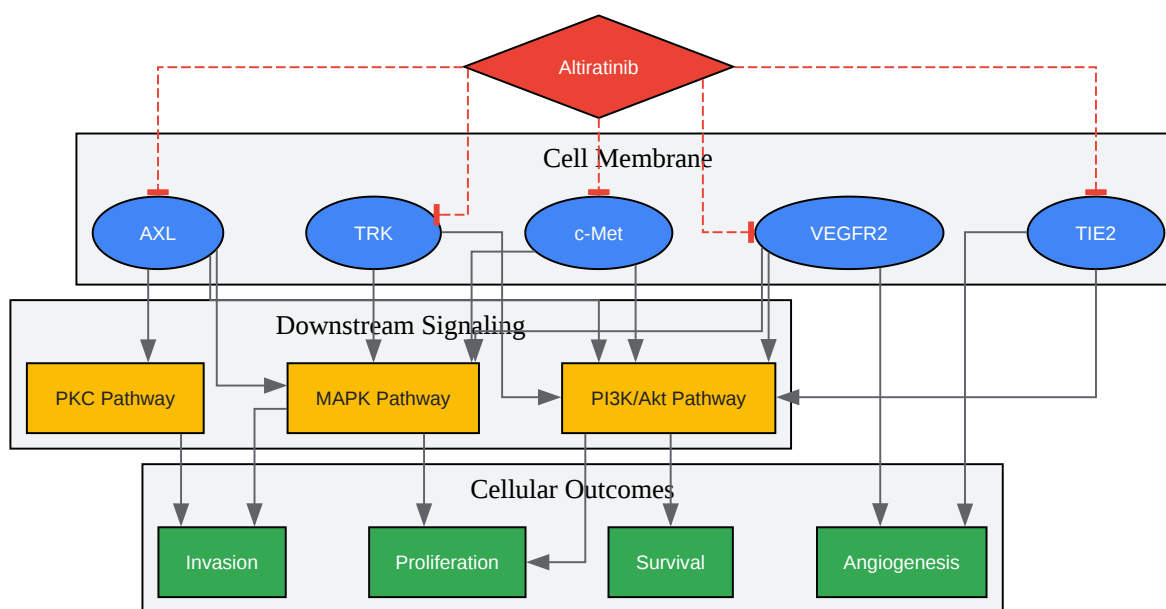 Altiratinib
Cell Membrane
AXL
TRK
c-Met
VEGFR2
TIE2
Downstream Signaling
PKC Pathway
MAPK Pathway
PI3K/Akt Pathway
Cellular Outcomes
Invasion
Proliferation
Survival
Angiogenesis